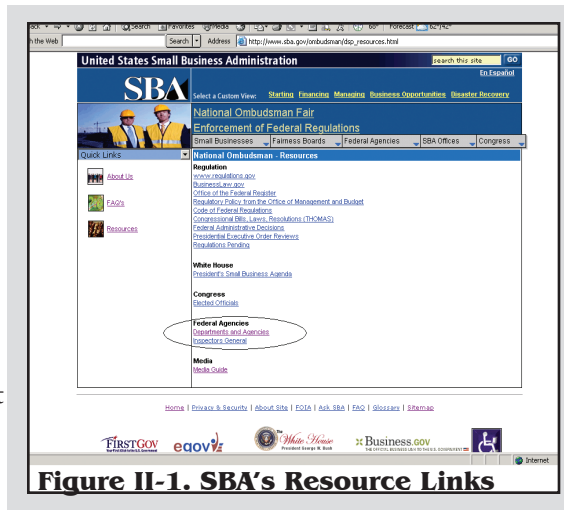 Back
Search Favorites Media 60° Forecast 62°/42°
h the Web Search Address http://www.sba.gov/ombudsman/dsp_resources.html
United States Small Business Administration search this site GO
En Español
SBA Select a Custom View: Starting Financing Managing Business Opportunities Disaster Recovery
National Ombudsman Fair
Enforcement of Federal Regulations
Small Businesses Fairness Boards Federal Agencies SBA Offices Congress
Quick Links National Ombudsman - Resources
Regulation
About Us www.regulations.gov
BusinessLaw.gov
Office of the Federal Register
FAQ's Regulatory Policy from the Office of Management and Budget
Code of Federal Regulations
Congressional Bills, Laws, Resolutions (THOMAS)
Resources Federal Administrative Decisions
Presidential Executive Order Reviews
Regulations Pending
White House
President's Small Business Agenda
Congress
Elected Officials
Federal Agencies
Departments and Agencies
Inspectors General
Media
Media Guide
t
Home | Privacy & Security | About Site | FOIA | Ask SBA | FAQ | Glossary | Sitemap
FIRSTGOV egov The White House President George W. Bush Business.gov
Internet
Figure II-1. SBA's Resource Links